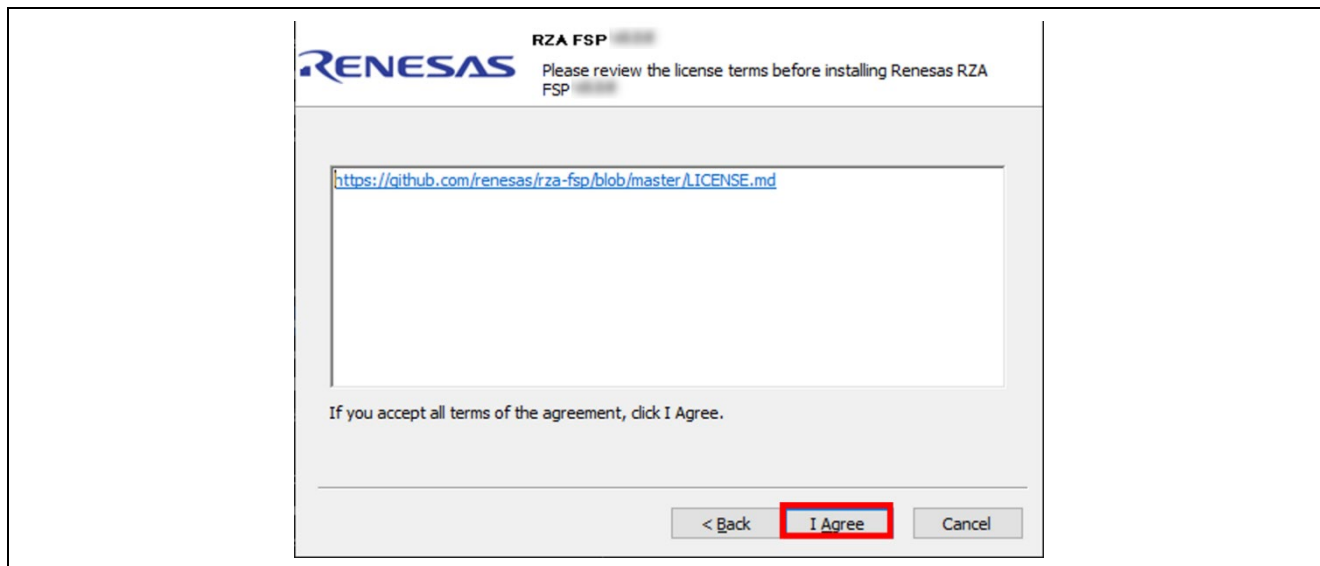 RENESAS
RZA FSP
Please review the license terms before installing Renesas RZA
FSP
https://github.com/renesas/rza-fsp/blob/master/LICENSE.md
If you accept all terms of the agreement, click I Agree.
< Back
I Agree
Cancel